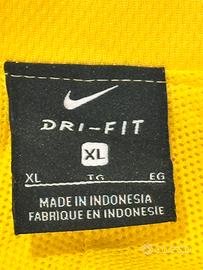 DRI-FIT
XL
XL TG EG
MADE IN INDONESIA
FABRIQUE EN INDONESIE